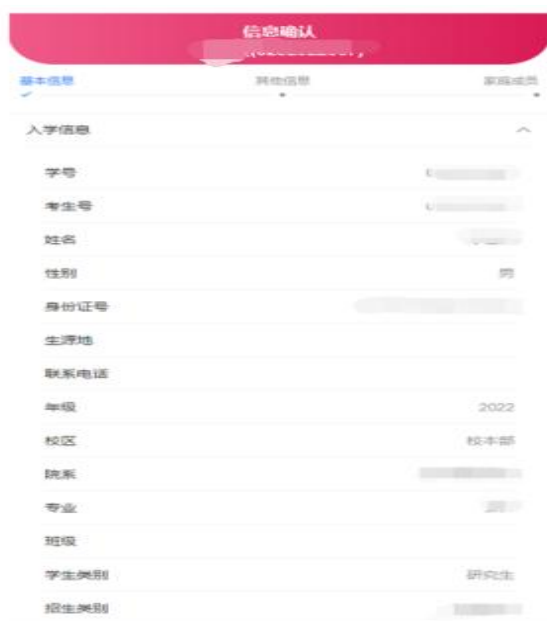 信息确认
基本信息 其他信息 家庭成员
入学信息
学号
考生号
姓名
性别 男
身份证号
生源地
联系电话
年级 2022
校区 校本部
院系
专业
班级
学生类别 研究生
招生类别